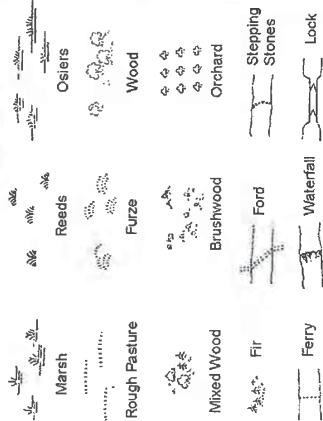 Marsh
Reeds
Osiers
Rough Pasture
Furze
Wood
Mixed Wood
Brushwood
Orchard
Fir
Ford
Stepping
Stones
Ferry
Waterfall
Lock